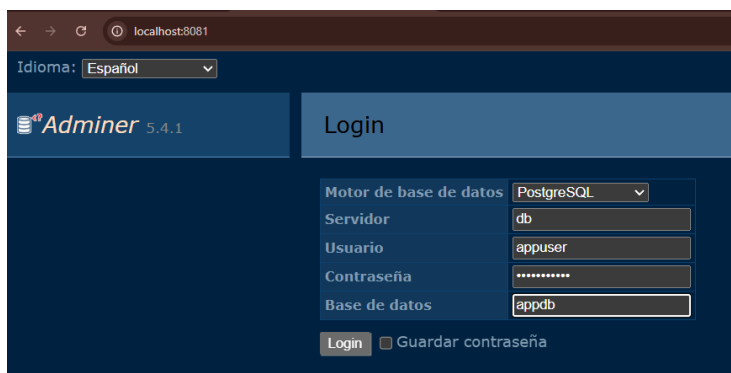 localhost:8081
Idioma: Español
Adminer 5.4.1
Login
Motor de base de datos PostgreSQL
Servidor db
Usuario appuser
Contraseña •••••••••••
Base de datos appdb
Login Guardar contraseña